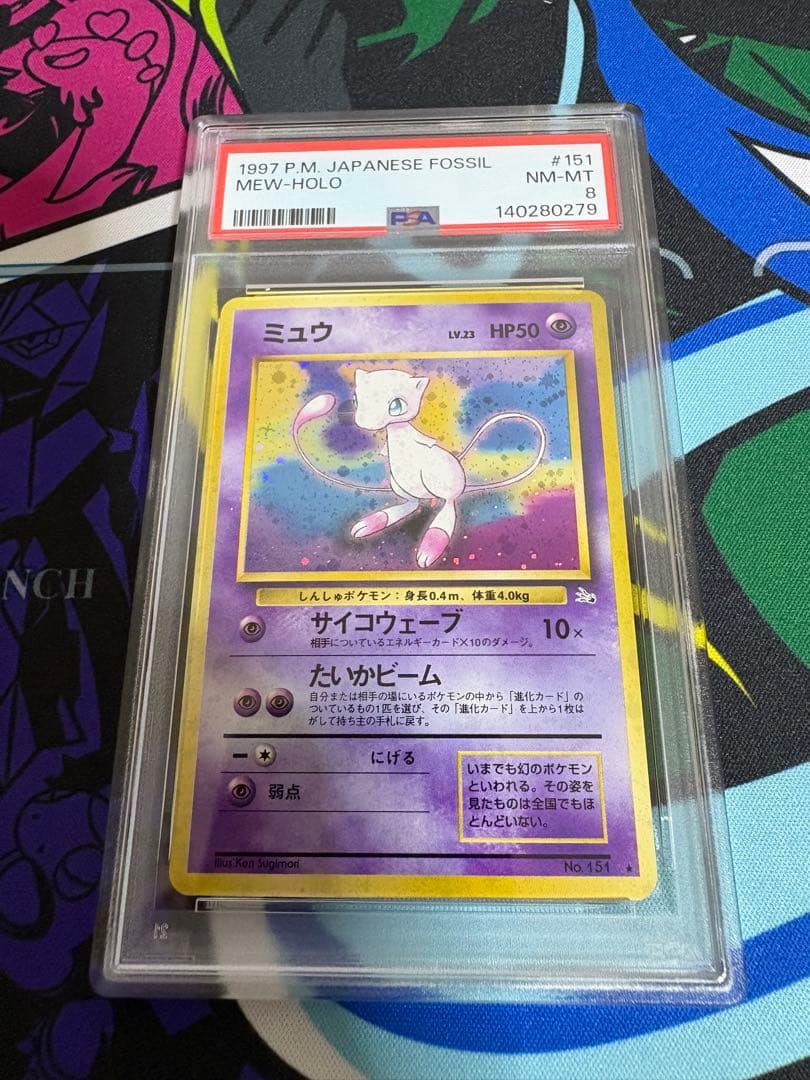 1997 P.M. JAPANESE FOSSIL #151
MEW-HOLO NM-MT
8
PSA 140280279
ミュウ LV.23 HP50
しんしゅポケモン：身長0.4m、体重4.0kg
サイコウェーブ 10×
相手についているエネルギーカード×10のダメージ。
たいかビーム
自分または相手の場にいるポケモンの中から「進化カード」の
ついているもの1匹を選び、その「進化カード」を上から1枚は
がして持ち主の手札に戻す。
にげる
弱点
いまでも幻のポケモン
といわれる。その姿を
見たものは全国でもほ
とんどいない。
Illus. Ken Sugimori No. 151 ★
NCH